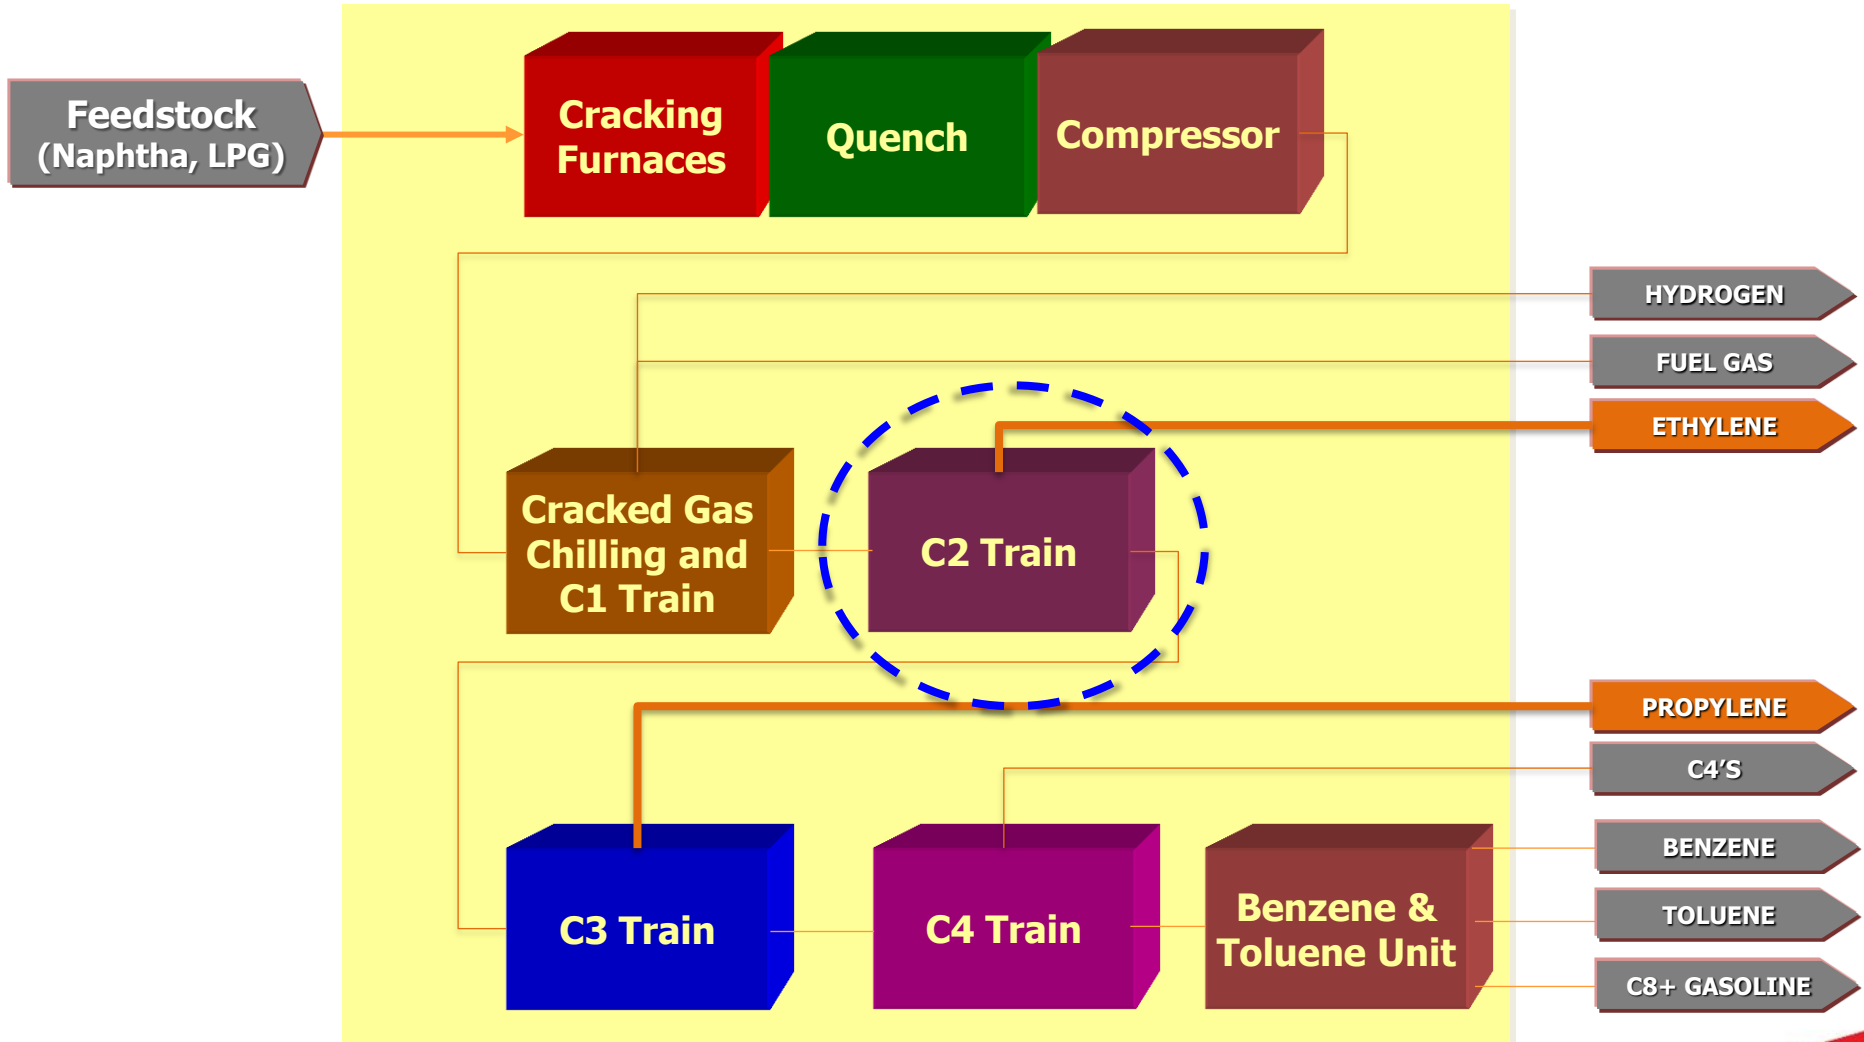 Feedstock
(Naphtha, LPG)
Cracking
Furnaces
Quench
Compressor
HYDROGEN
FUEL GAS
ETHYLENE
Cracked Gas
Chilling and
C1 Train
C2 Train
PROPYLENE
C4’S
C3 Train
C4 Train
Benzene &
Toluene Unit
BENZENE
TOLUENE
C8+ GASOLINE